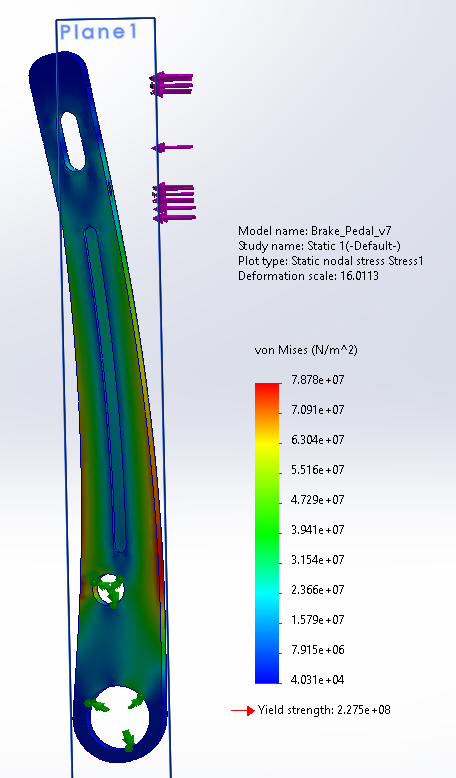 Plane1
Model name: Brake_Pedal_v7
Study name: Static 1(-Default-)
Plot type: Static nodal stress Stress1
Deformation scale: 16.0113
von Mises (N/m^2)
7.878e+07
7.091e+07
6.304e+07
5.516e+07
4.729e+07
3.941e+07
3.154e+07
2.366e+07
1.579e+07
7.915e+06
4.031e+04
Yield strength: 2.275e+08